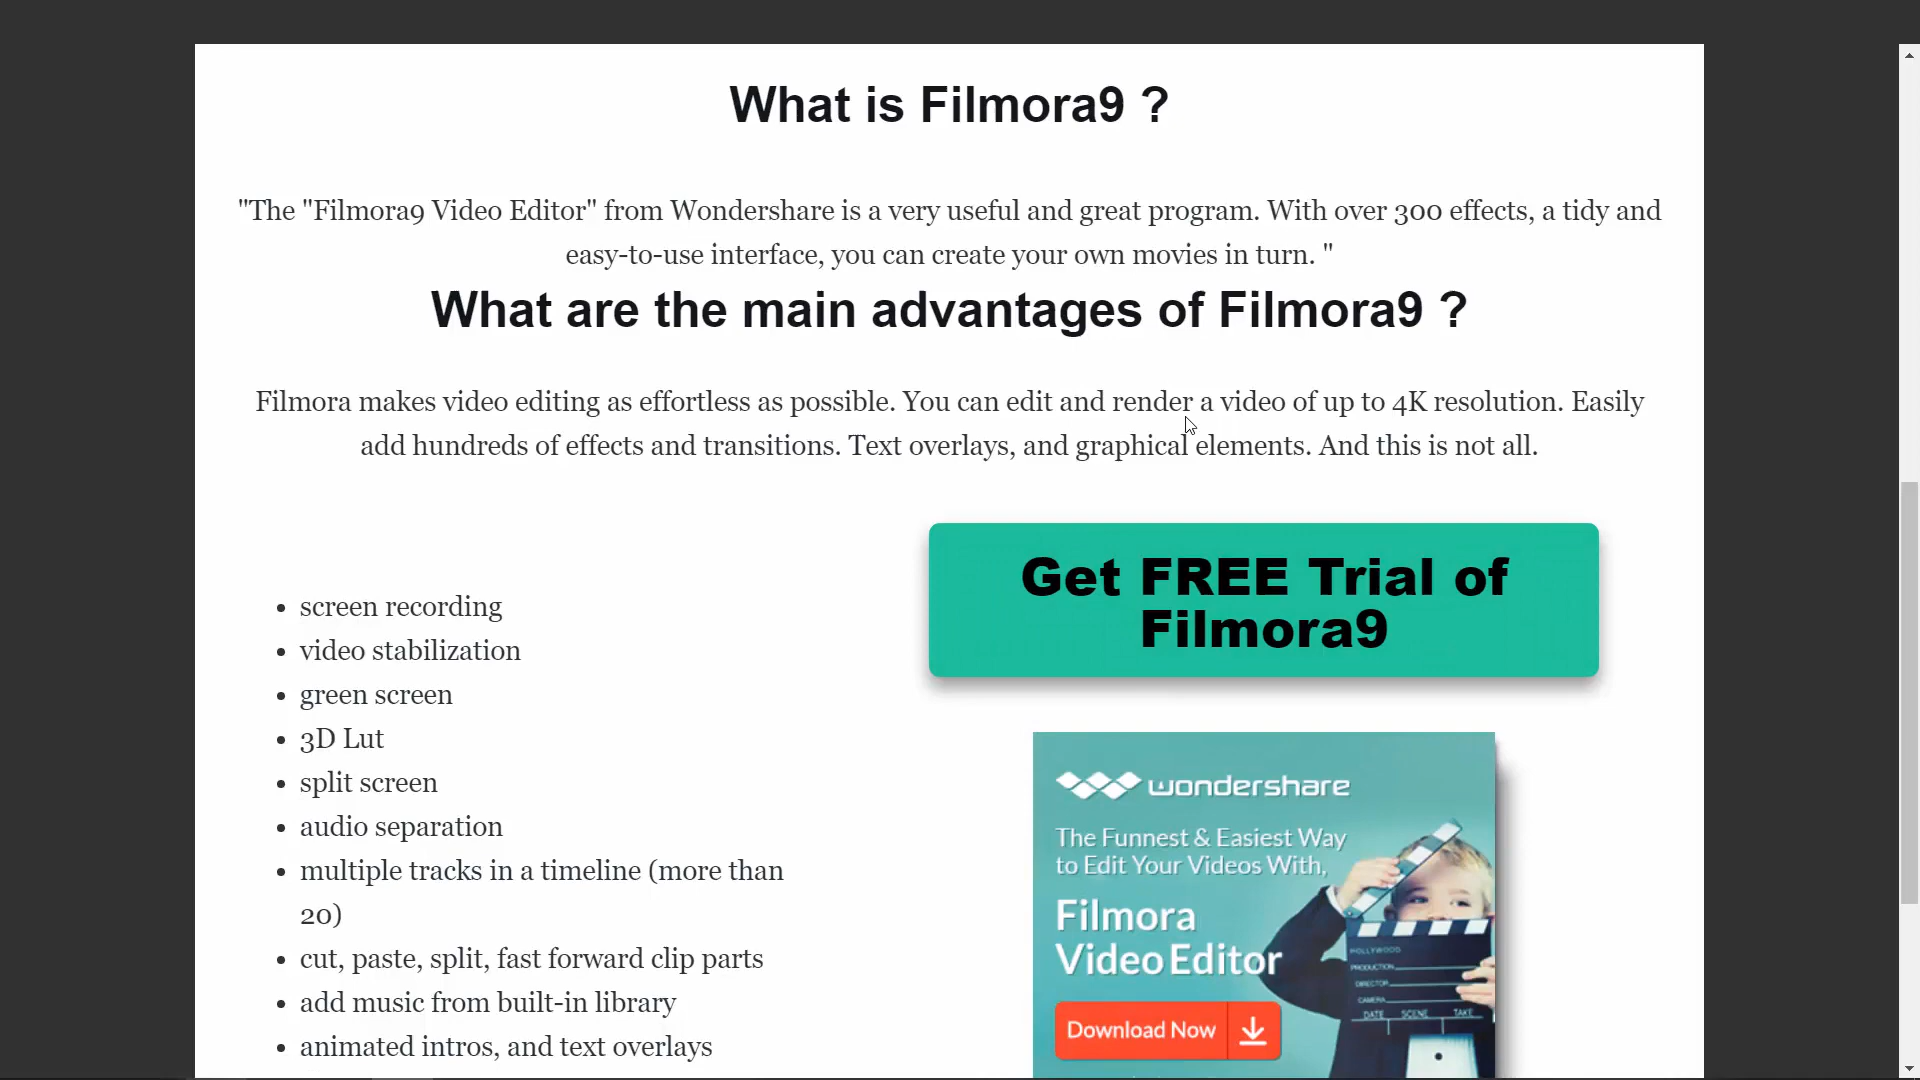 What is Filmora9 ?
"The "Filmora9 Video Editor" from Wondershare is a very useful and great program. With over 300 effects, a tidy and
easy-to-use interface, you can create your own movies in turn. "
What are the main advantages of Filmora9 ?
Filmora makes video editing as effortless as possible. You can edit and render a video of up to 4K resolution. Easily
add hundreds of effects and transitions. Text overlays, and graphical elements. And this is not all.
• screen recording
• video stabilization
• green screen
• 3D Lut
• split screen
• audio separation
• multiple tracks in a timeline (more than
20)
• cut, paste, split, fast forward clip parts
• add music from built-in library
• animated intros, and text overlays
Get FREE Trial of
Filmora9
wondershare
The Funnest & Easiest Way
to Edit Your Videos With,
Filmora
Video Editor
Download Now
HOLLYWOOD
PRODUCTION
DIRECTOR
CAMERA
DATE SCENE TAKE